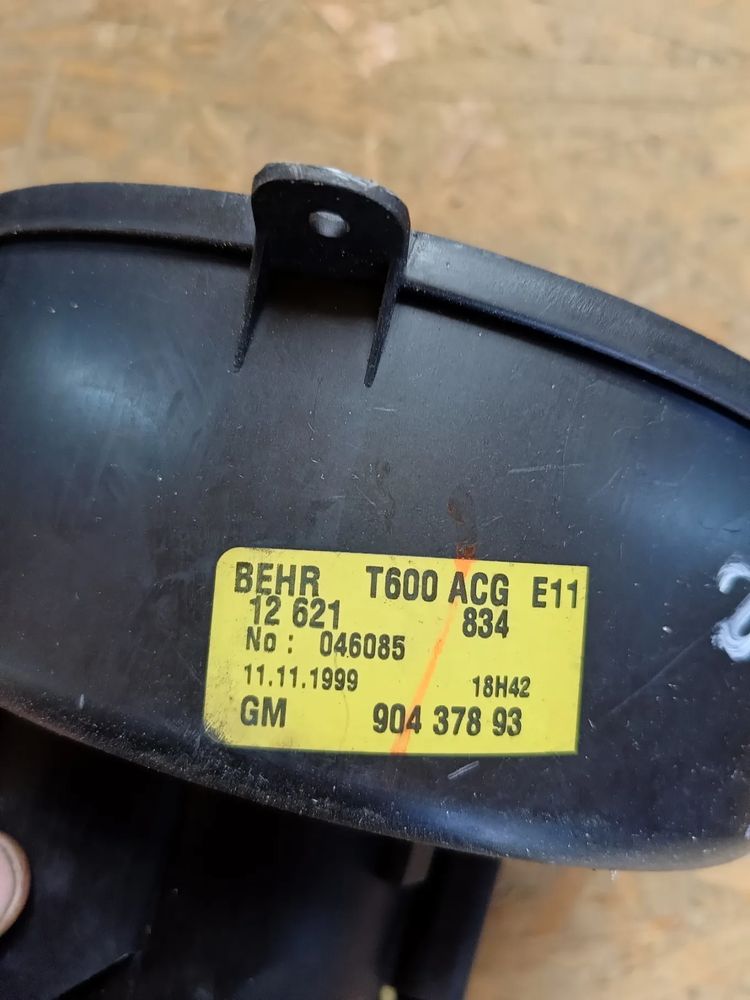 BEHR T600 ACG E11
12 621 834
No : 046085
11.11.1999 18H42
GM 904 378 93